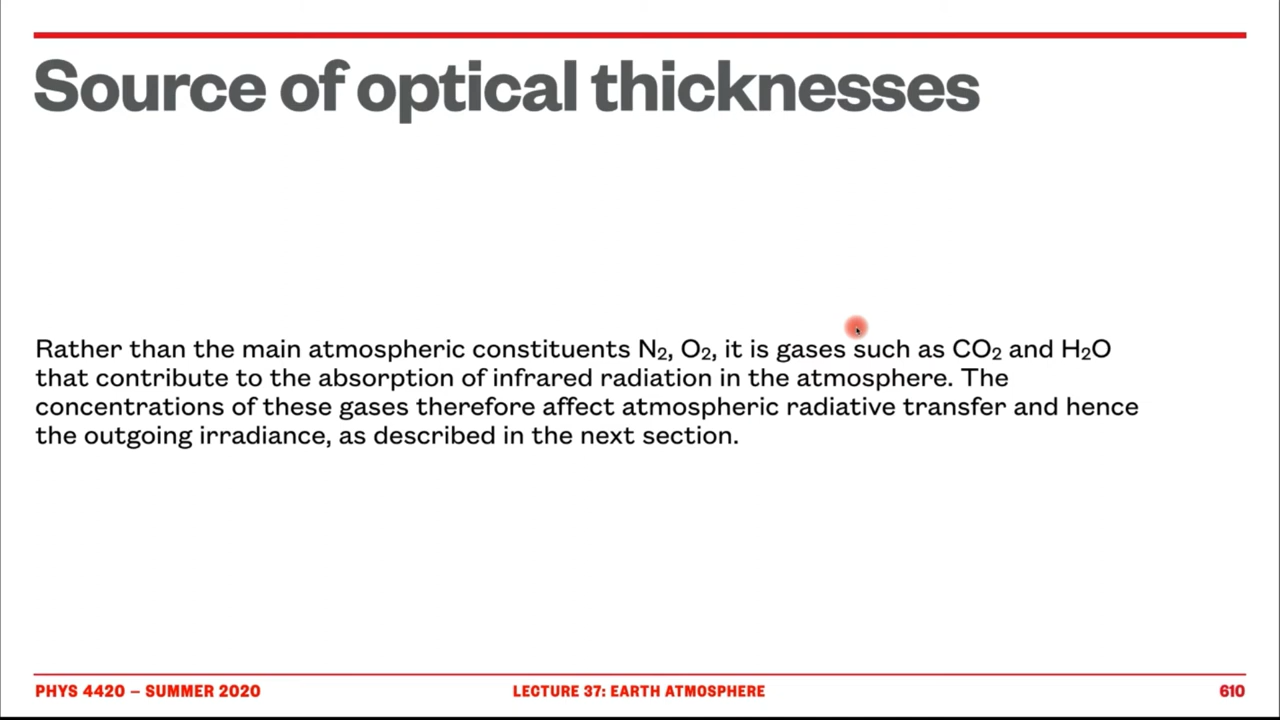 Source of optical thicknesses
Rather than the main atmospheric constituents N₂, O₂, it is gases such as CO₂ and H₂O
that contribute to the absorption of infrared radiation in the atmosphere. The
concentrations of these gases therefore affect atmospheric radiative transfer and hence
the outgoing irradiance, as described in the next section.
PHYS 4420 – SUMMER 2020
LECTURE 37: EARTH ATMOSPHERE
610